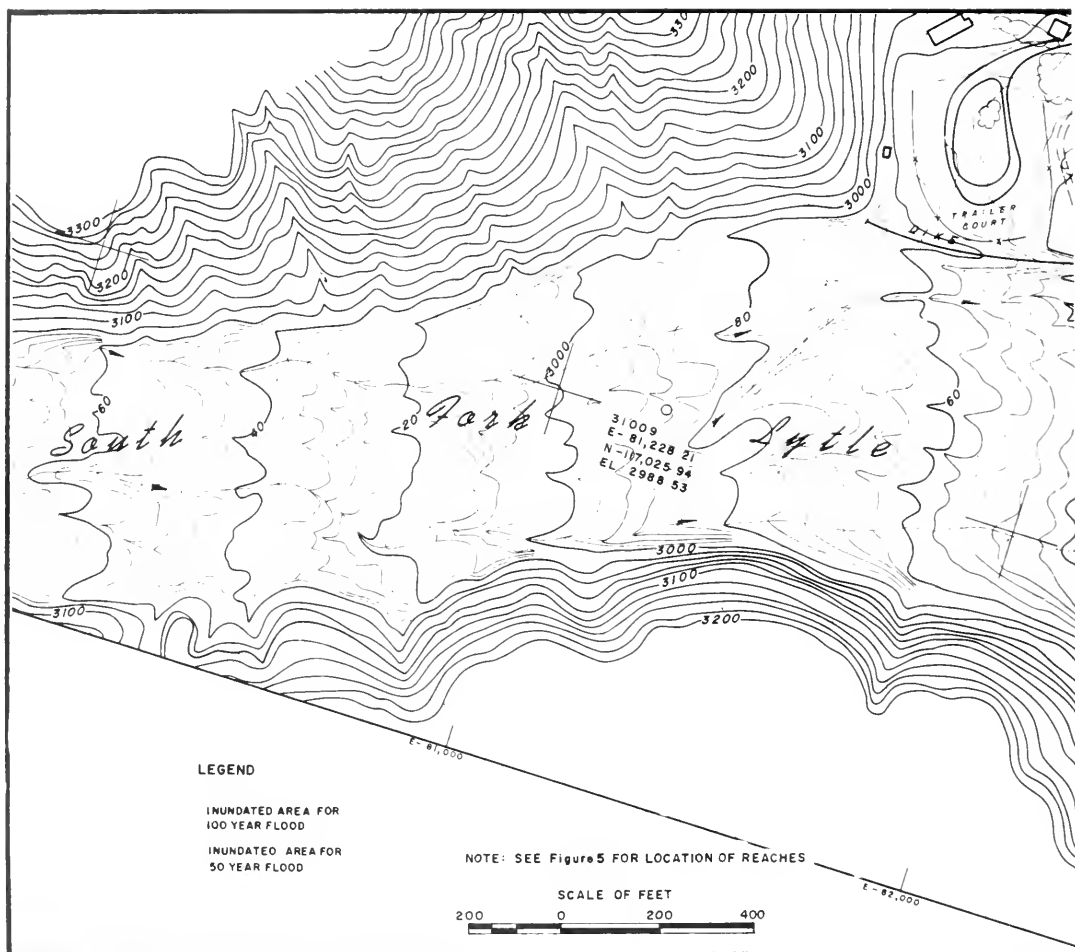 3300
3200
3100
3000
TRAILER
COURT
DIKE
3300
3200
3100
3000
80
60
40
20
60
South Fork Lytle
31009
E-81,228 21
N-117,025 94
EL 2988 53
3000
3100
3200
3100
E-81,000
E-82,000
LEGEND
INUNDATED AREA FOR
100 YEAR FLOOD
INUNDATED AREA FOR
50 YEAR FLOOD
NOTE: SEE Figure 5 FOR LOCATION OF REACHES
SCALE OF FEET
200 0 200 400